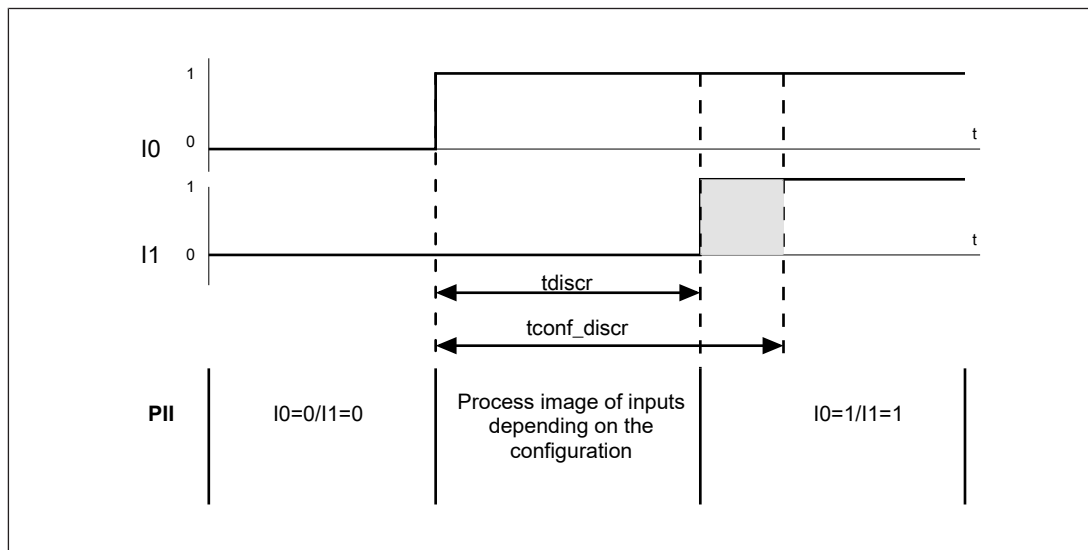 1
I0
0
t
1
I1
0
t
tdiscr
tconf_discr
PII
I0=0/I1=0
Process image of inputs
depending on the
configuration
I0=1/I1=1